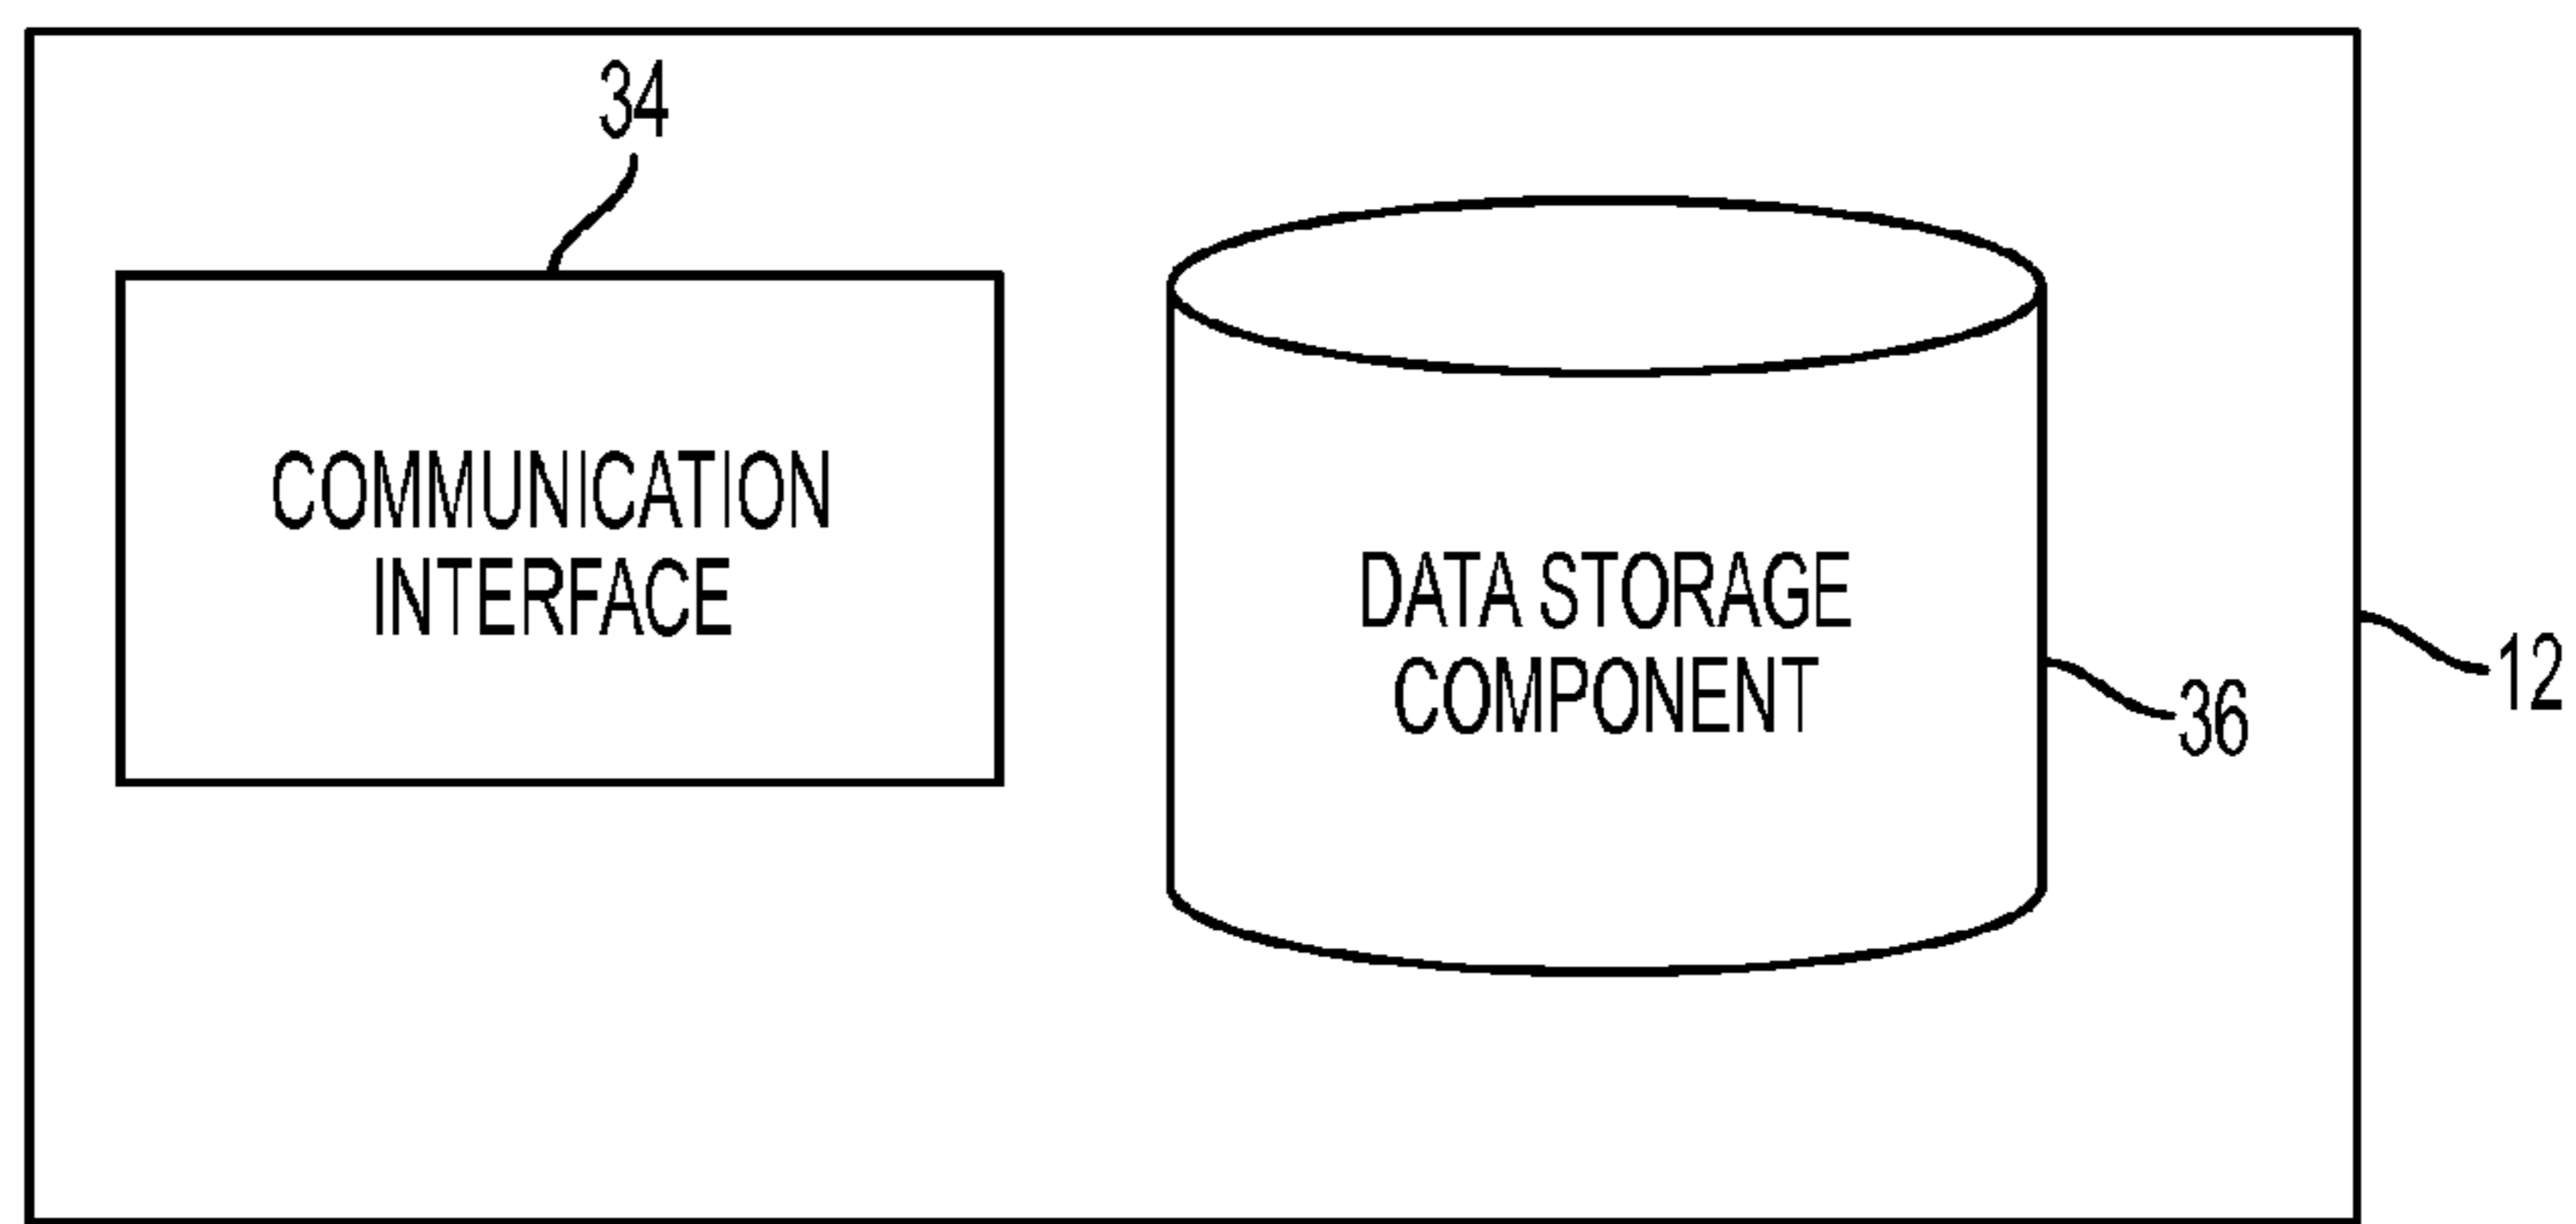 34
COMMUNICATION
INTERFACE
DATA STORAGE
COMPONENT
36
12